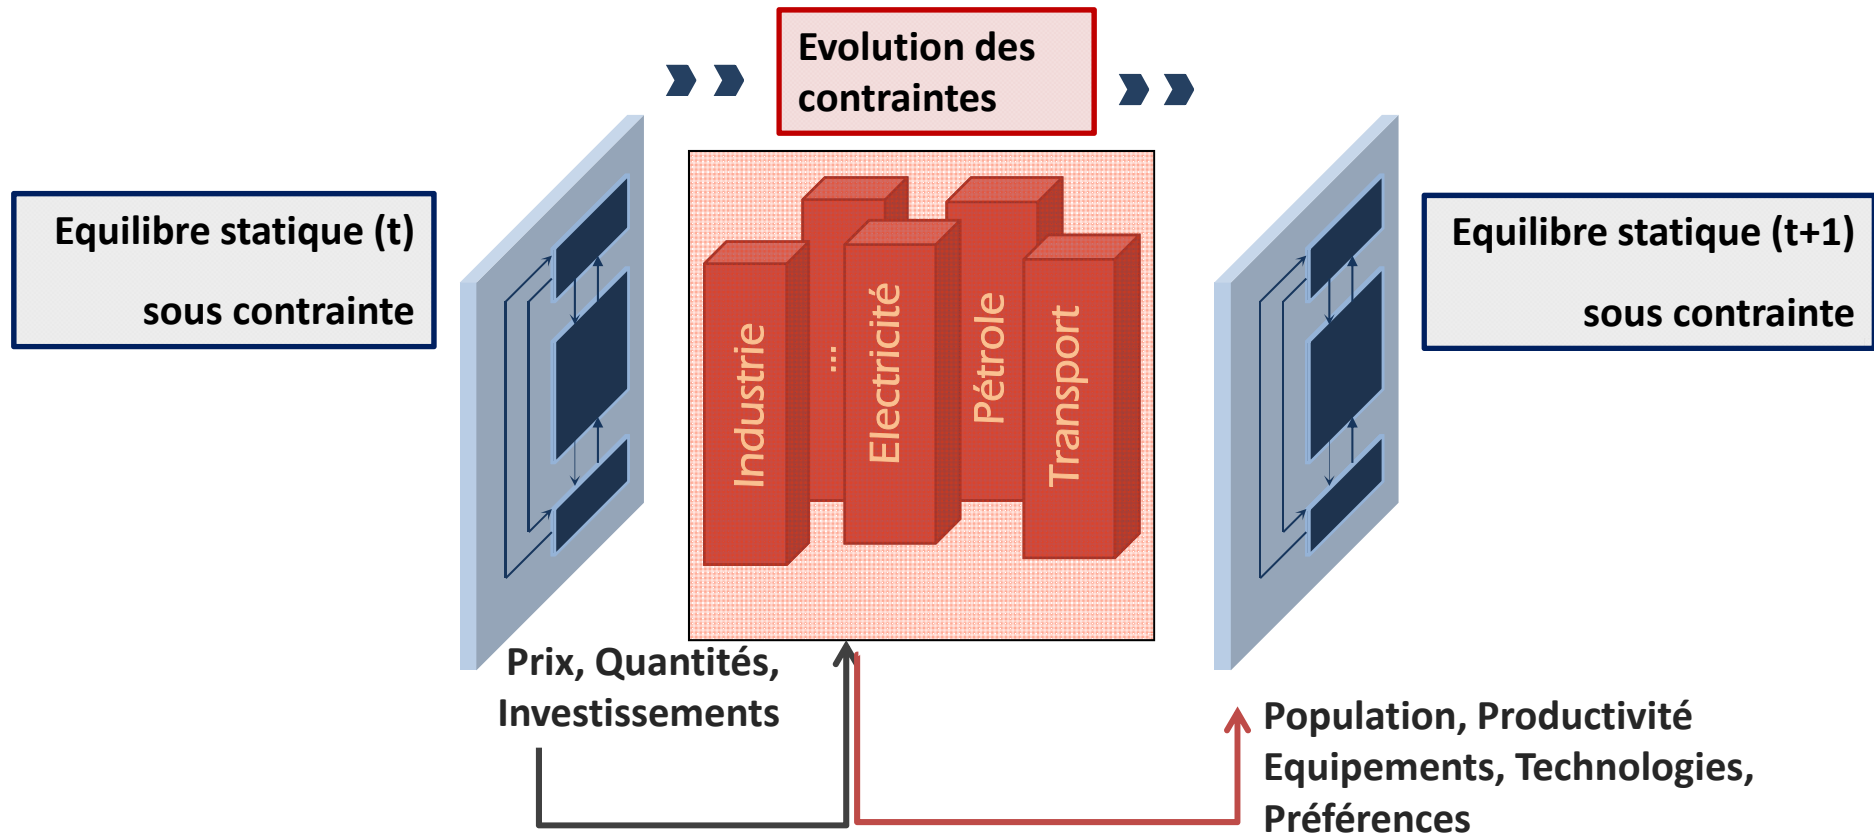 Evolution des
contraintes
Equilibre statique (t)
sous contrainte
Industrie
...
Electricité
Pétrole
Transport
Equilibre statique (t+1)
sous contrainte
Prix, Quantités,
Investissements
Population, Productivité
Equipements, Technologies,
Préférences